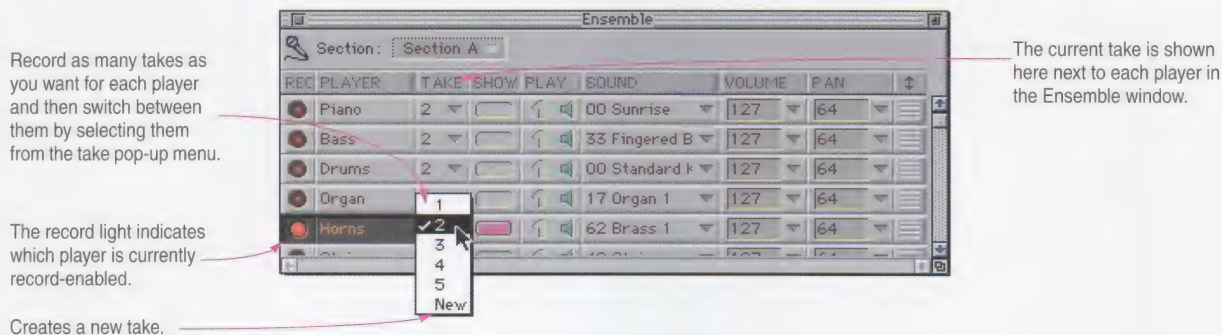 Record as many takes as
you want for each player
and then switch between
them by selecting them
from the take pop-up menu.
The record light indicates
which player is currently
record-enabled.
Creates a new take.
Ensemble
Section: Section A
REC PLAYER TAKE SHOW PLAY SOUND VOLUME PAN
Piano 2 00 Sunrise 127 64
Bass 2 33 Fingered B 127 64
Drums 2 00 Standard 127 64
Organ 17 Organ 1 127 64
Horns 62 Brass 1 127 64
1
✓2
3
4
5
New
The current take is shown
here next to each player in
the Ensemble window.